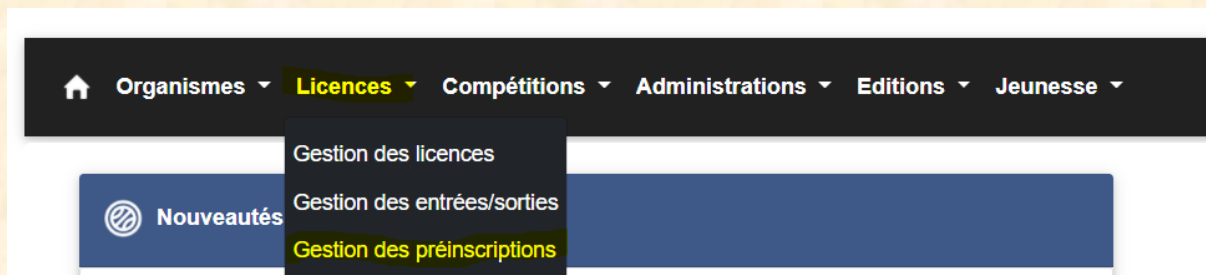 Organismes Licences Compétitions Administrations Editions Jeunesse
Gestion des licences
Gestion des entrées/sorties
Nouveautés
Gestion des préinscriptions